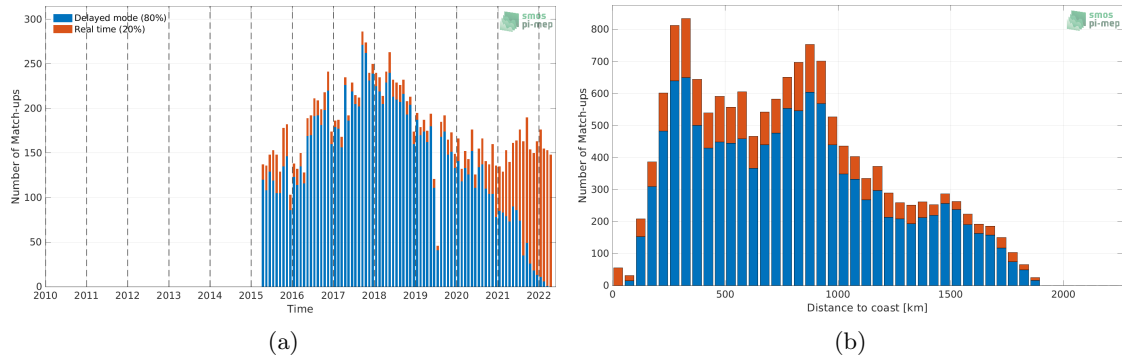 Delayed mode (80%)
Real time (20%)
smos
pi-mep
Number of Match-ups
300
250
200
150
100
50
0
2010 2011 2012 2013 2014 2015 2016 2017 2018 2019 2020 2021 2022
Time
(a)
smos
pi-mep
Number of Match-ups
800
700
600
500
400
300
200
100
0
0 500 1000 1500 2000
Distance to coast [km]
(b)